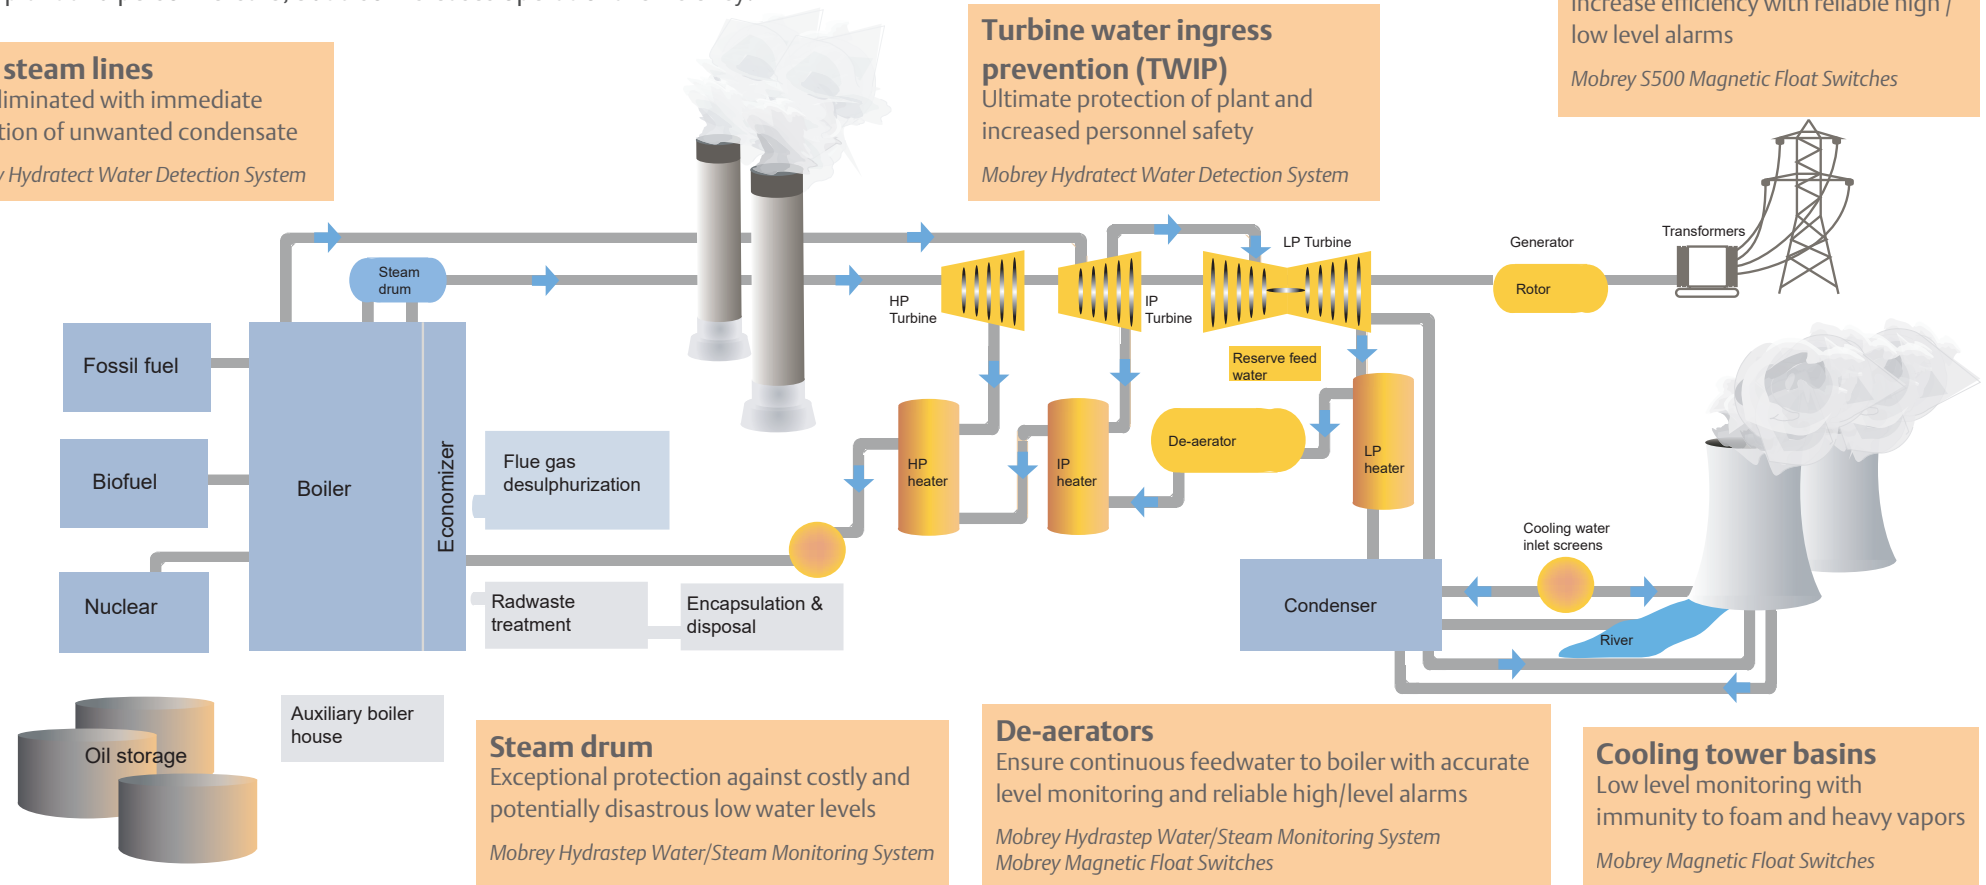 increase efficiency with reliable high /
low level alarms
Mobrey S500 Magnetic Float Switches
steam lines
liminated with immediate
tion of unwanted condensate
Hydratect Water Detection System
Turbine water ingress
prevention (TWIP)
Ultimate protection of plant and
increased personnel safety
Mobrey Hydratect Water Detection System
Steam
drum
HP
Turbine
IP
Turbine
LP Turbine
Generator
Rotor
Transformers
Fossil fuel
Biofuel
Nuclear
Boiler
Economizer
Flue gas
desulphurization
Radwaste
treatment
Encapsulation &
disposal
HP
heater
IP
heater
De-aerator
Reserve feed
water
LP
heater
Condenser
Cooling water
inlet screens
River
Oil storage
Auxiliary boiler
house
Steam drum
Exceptional protection against costly and
potentially disastrous low water levels
Mobrey Hydrastep Water/Steam Monitoring System
De-aerators
Ensure continuous feedwater to boiler with accurate
level monitoring and reliable high/level alarms
Mobrey Hydrastep Water/Steam Monitoring System
Mobrey Magnetic Float Switches
Cooling tower basins
Low level monitoring with
immunity to foam and heavy vapors
Mobrey Magnetic Float Switches